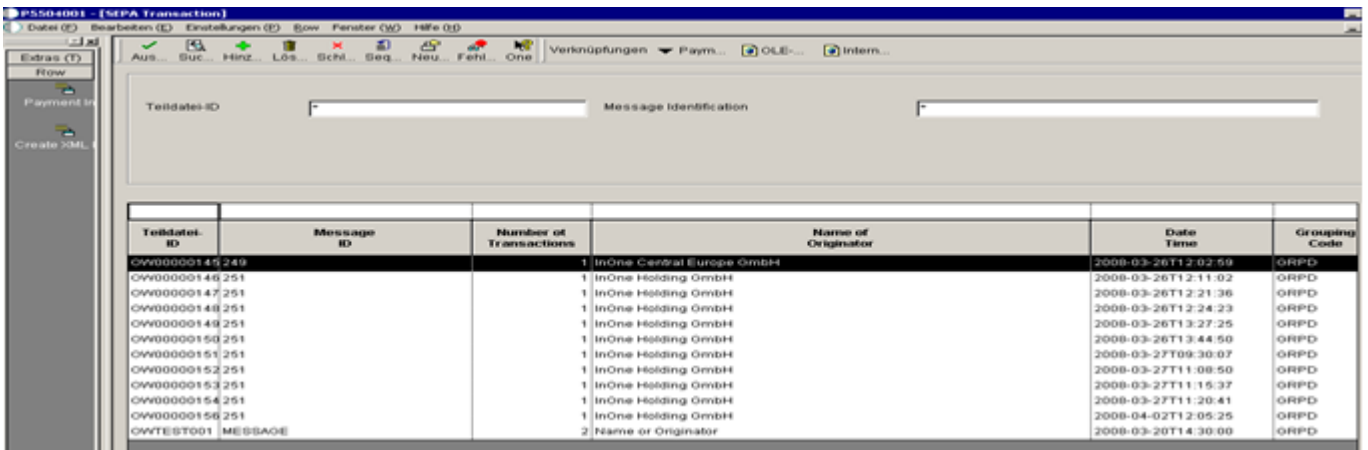 P5504001 - [SEPA Transaction]
Datei (F) Bearbeiten (E) Einstellungen (P) Row Fenster (W) Hilfe (H)
Extras (T)
Row
Payment In
Create XML
Aus... Suc... Hinz... Lös... Schl... Seq... Neu... Fehl... One
Verknüpfungen Paym... OLE-... Intern...
Teildatei-ID * Message Identification *
Teildatei-ID Message ID Number of Transactions Name of Originator Date Time Grouping Code
OW00000145 249 1 InOne Central Europe GmbH 2008-03-26T12:02:59 GRPD
OW00000146 251 1 InOne Holding GmbH 2008-03-26T12:11:02 GRPD
OW00000147 251 1 InOne Holding GmbH 2008-03-26T12:21:36 GRPD
OW00000148 251 1 InOne Holding GmbH 2008-03-26T12:24:23 GRPD
OW00000149 251 1 InOne Holding GmbH 2008-03-26T13:27:25 GRPD
OW00000150 251 1 InOne Holding GmbH 2008-03-26T13:44:50 GRPD
OW00000151 251 1 InOne Holding GmbH 2008-03-27T09:30:07 GRPD
OW00000152 251 1 InOne Holding GmbH 2008-03-27T11:08:50 GRPD
OW00000153 251 1 InOne Holding GmbH 2008-03-27T11:15:37 GRPD
OW00000154 251 1 InOne Holding GmbH 2008-03-27T11:20:41 GRPD
OW00000156 251 1 InOne Holding GmbH 2008-04-02T12:05:25 GRPD
OWTEST001 MESSAGE 2 Name or Originator 2008-03-20T14:30:00 GRPD